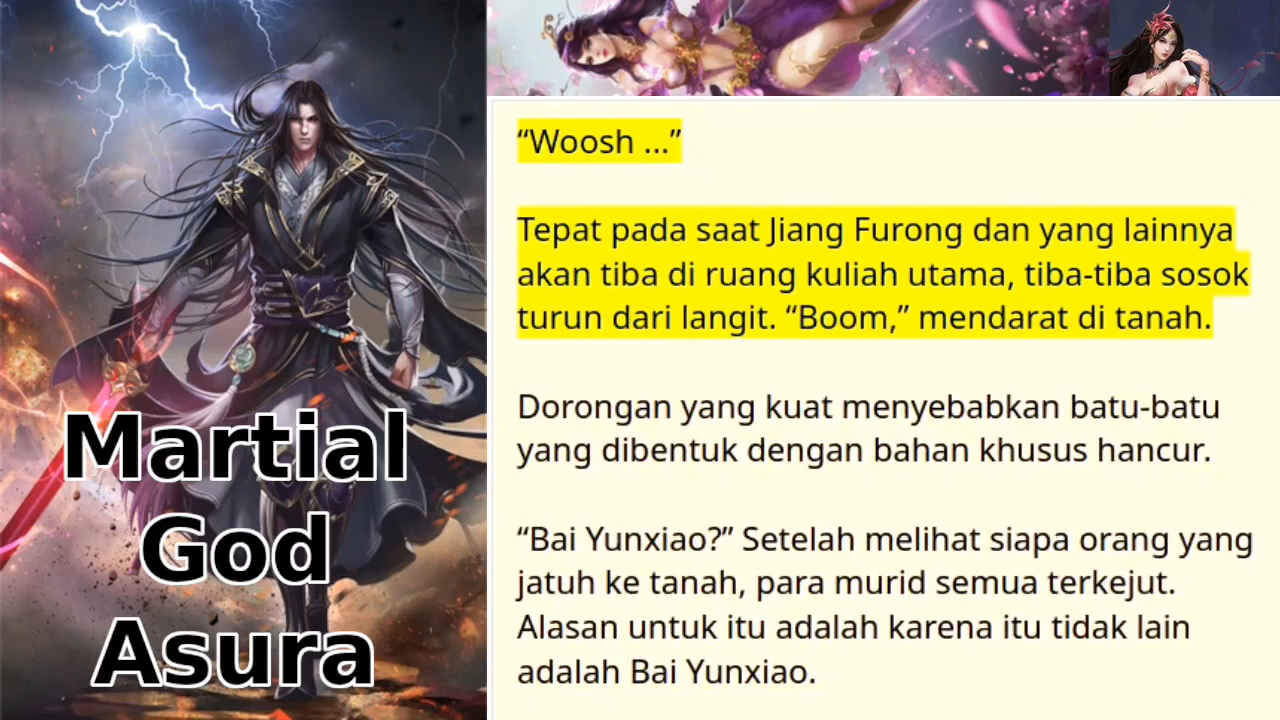 Martial
God
Asura
“Woosh ...”
Tepat pada saat Jiang Furong dan yang lainnya
akan tiba di ruang kuliah utama, tiba-tiba sosok
turun dari langit. “Boom,” mendarat di tanah.
Dorongan yang kuat menyebabkan batu-batu
yang dibentuk dengan bahan khusus hancur.
“Bai Yunxiao?” Setelah melihat siapa orang yang
jatuh ke tanah, para murid semua terkejut.
Alasan untuk itu adalah karena itu tidak lain
adalah Bai Yunxiao.